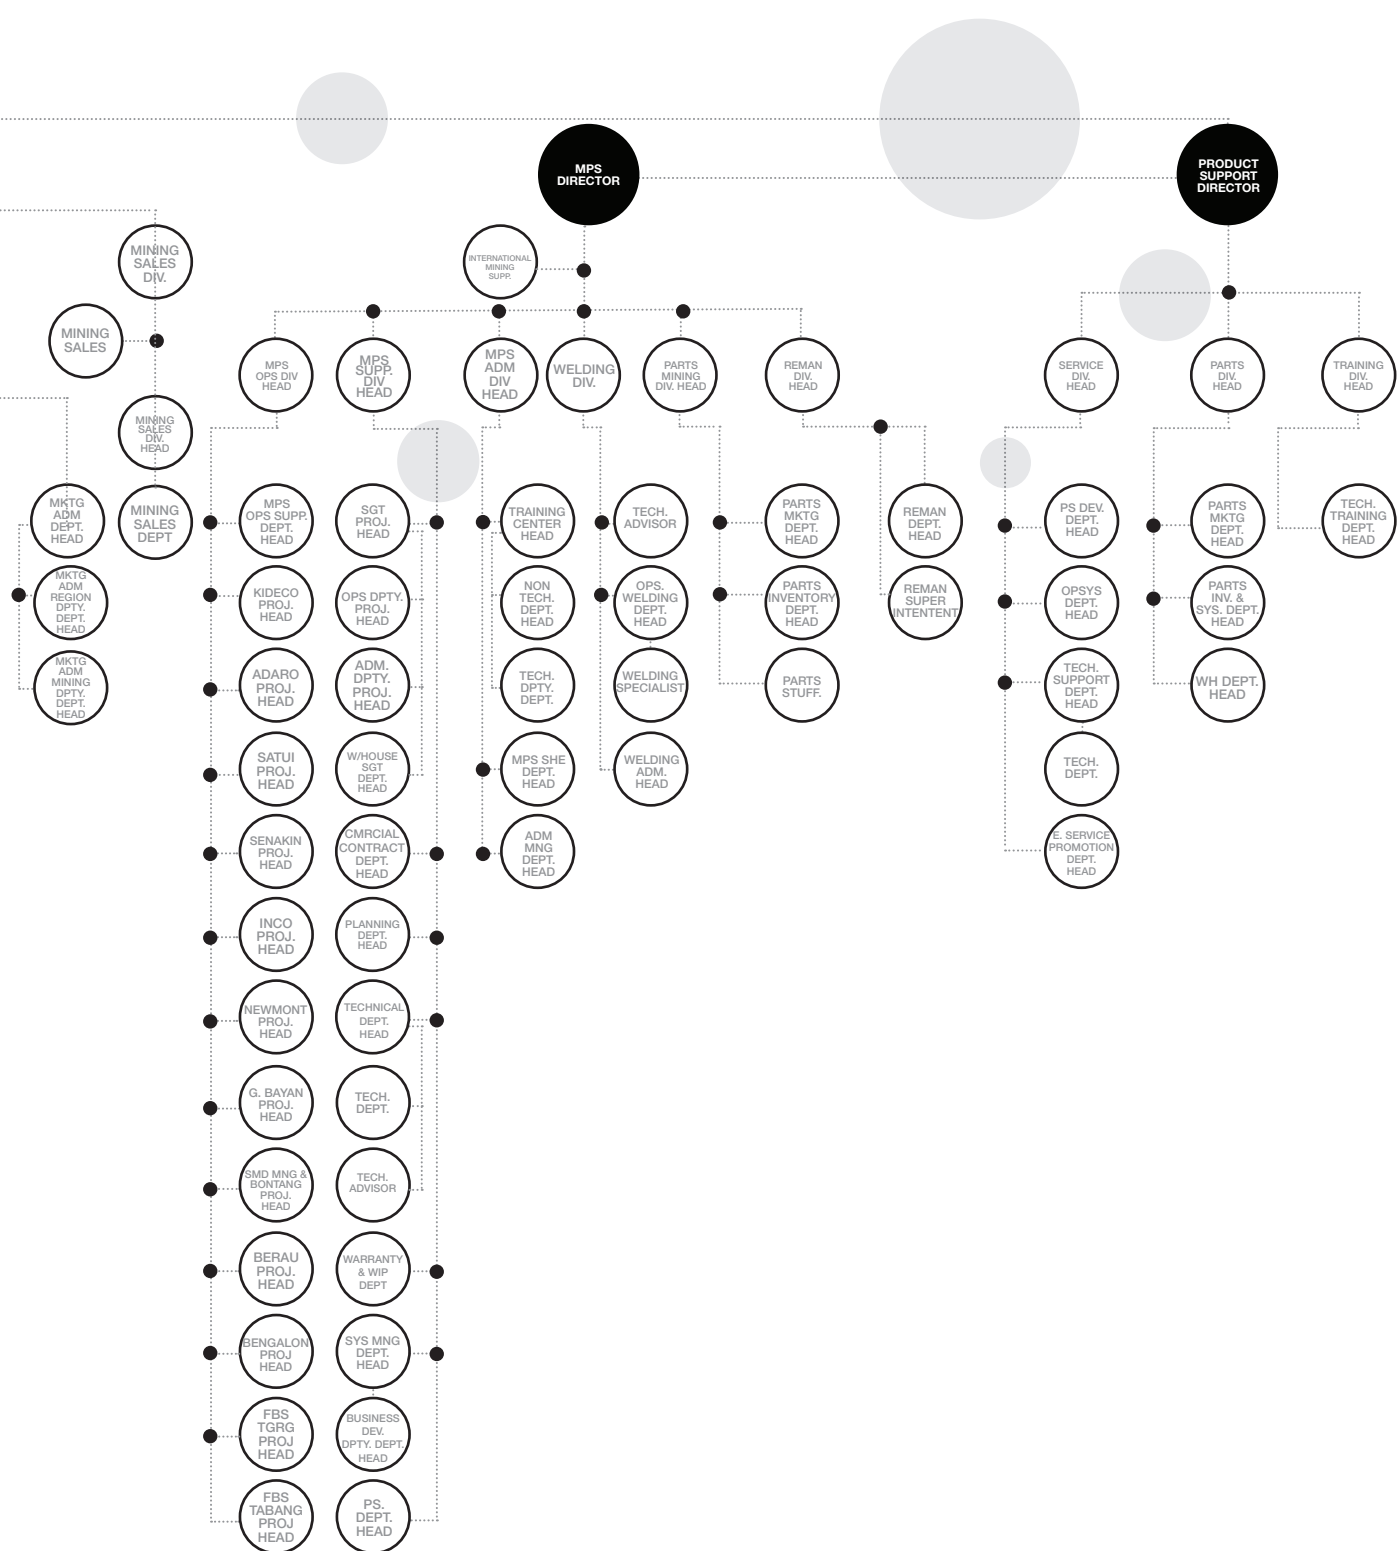 MPS
DIRECTOR
PRODUCT
SUPPORT
DIRECTOR
MINING
SALES
DIV.
INTERNATIONAL
MINING
SUPP.
MINING
SALES
MPS
OPS DIV
HEAD
MPS
SUPP.
DIV
HEAD
MPS
ADM
DIV
HEAD
WELDING
DIV.
PARTS
MINING
DIV. HEAD
REMAN
DIV.
HEAD
SERVICE
DIV.
HEAD
PARTS
DIV.
HEAD
TRAINING
DIV.
HEAD
MINING
SALES
DIV.
HEAD
MKTG
ADM
DEPT.
HEAD
MINING
SALES
DEPT
MPS
OPS SUPP.
DEPT.
HEAD
SGT
PROJ.
HEAD
TRAINING
CENTER
HEAD
TECH.
ADVISOR
PARTS
MKTG
DEPT.
HEAD
REMAN
DEPT.
HEAD
PS DEV.
DEPT.
HEAD
PARTS
MKTG
DEPT.
HEAD
TECH.
TRAINING
DEPT.
HEAD
MKTG
ADM
REGION
DPTY.
DEPT.
HEAD
KIDECO
PROJ.
HEAD
OPS DPTY.
PROJ.
HEAD
NON
TECH.
DEPT.
HEAD
OPS.
WELDING
DEPT.
HEAD
PARTS
INVENTORY
DEPT.
HEAD
REMAN
SUPER
INTENTENT
OPSYS
DEPT.
HEAD
PARTS
INV. &
SYS. DEPT.
HEAD
MKTG
ADM
MINING
DPTY.
DEPT.
HEAD
ADARO
PROJ.
HEAD
ADM.
DPTY.
PROJ.
HEAD
TECH.
DPTY.
DEPT.
WELDING
SPECIALIST
PARTS
STUFF.
TECH.
SUPPORT
DEPT.
HEAD
WH DEPT.
HEAD
SATUI
PROJ.
HEAD
W/HOUSE
SGT
DEPT.
HEAD
MPS SHE
DEPT.
HEAD
WELDING
ADM.
HEAD
TECH.
DEPT.
SENAKIN
PROJ.
HEAD
CMRCIAL
CONTRACT
DEPT.
HEAD
ADM
MNG
DEPT.
HEAD
E. SERVICE
PROMOTION
DEPT.
HEAD
INCO
PROJ.
HEAD
PLANNING
DEPT.
HEAD
NEWMONT
PROJ.
HEAD
TECHNICAL
DEPT.
HEAD
G. BAYAN
PROJ.
HEAD
TECH.
DEPT.
SMD MNG &
BONTANG
PROJ.
HEAD
TECH.
ADVISOR
BERAU
PROJ.
HEAD
WARRANTY
& WIP
DEPT
BENGALON
PROJ
HEAD
SYS MNG
DEPT.
HEAD
FBS
TGRG
PROJ
HEAD
BUSINESS
DEV.
DPTY. DEPT.
HEAD
FBS
TABANG
PROJ
HEAD
PS.
DEPT.
HEAD